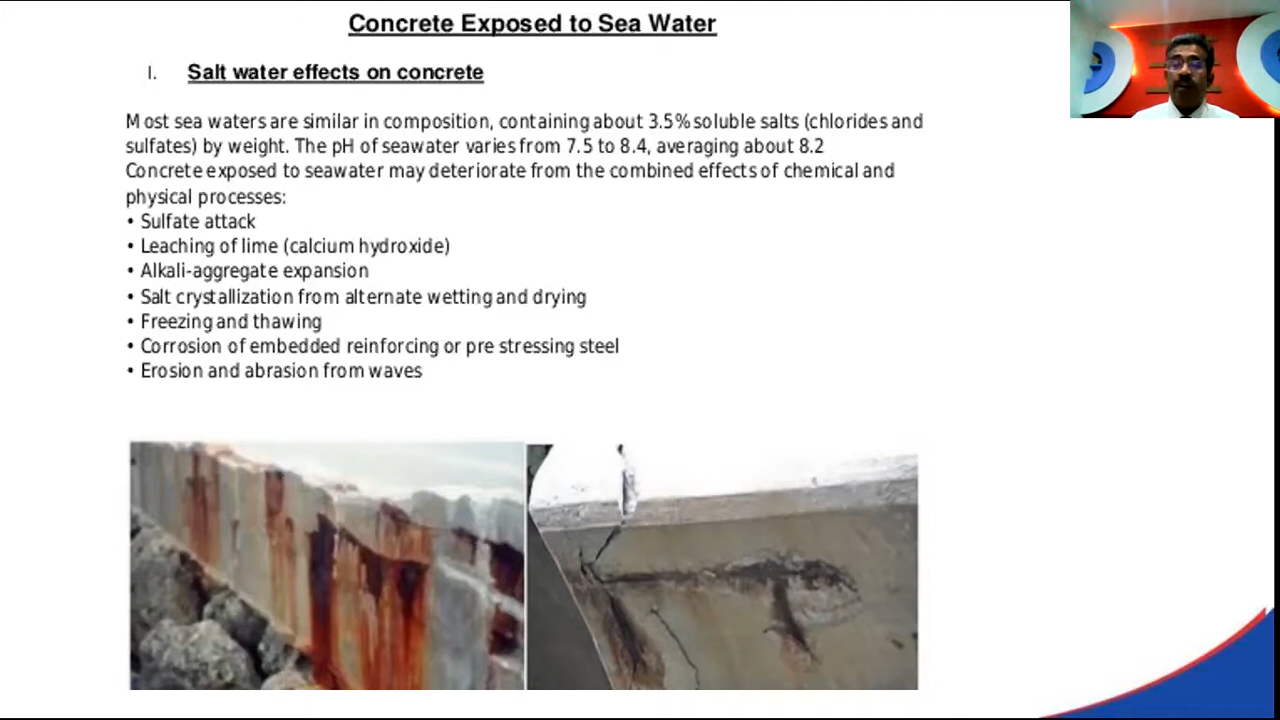 Concrete Exposed to Sea Water
I. Salt water effects on concrete
Most sea waters are similar in composition, containing about 3.5% soluble salts (chlorides and
sulfates) by weight. The pH of seawater varies from 7.5 to 8.4, averaging about 8.2
Concrete exposed to seawater may deteriorate from the combined effects of chemical and
physical processes:
• Sulfate attack
• Leaching of lime (calcium hydroxide)
• Alkali-aggregate expansion
• Salt crystallization from alternate wetting and drying
• Freezing and thawing
• Corrosion of embedded reinforcing or pre stressing steel
• Erosion and abrasion from waves